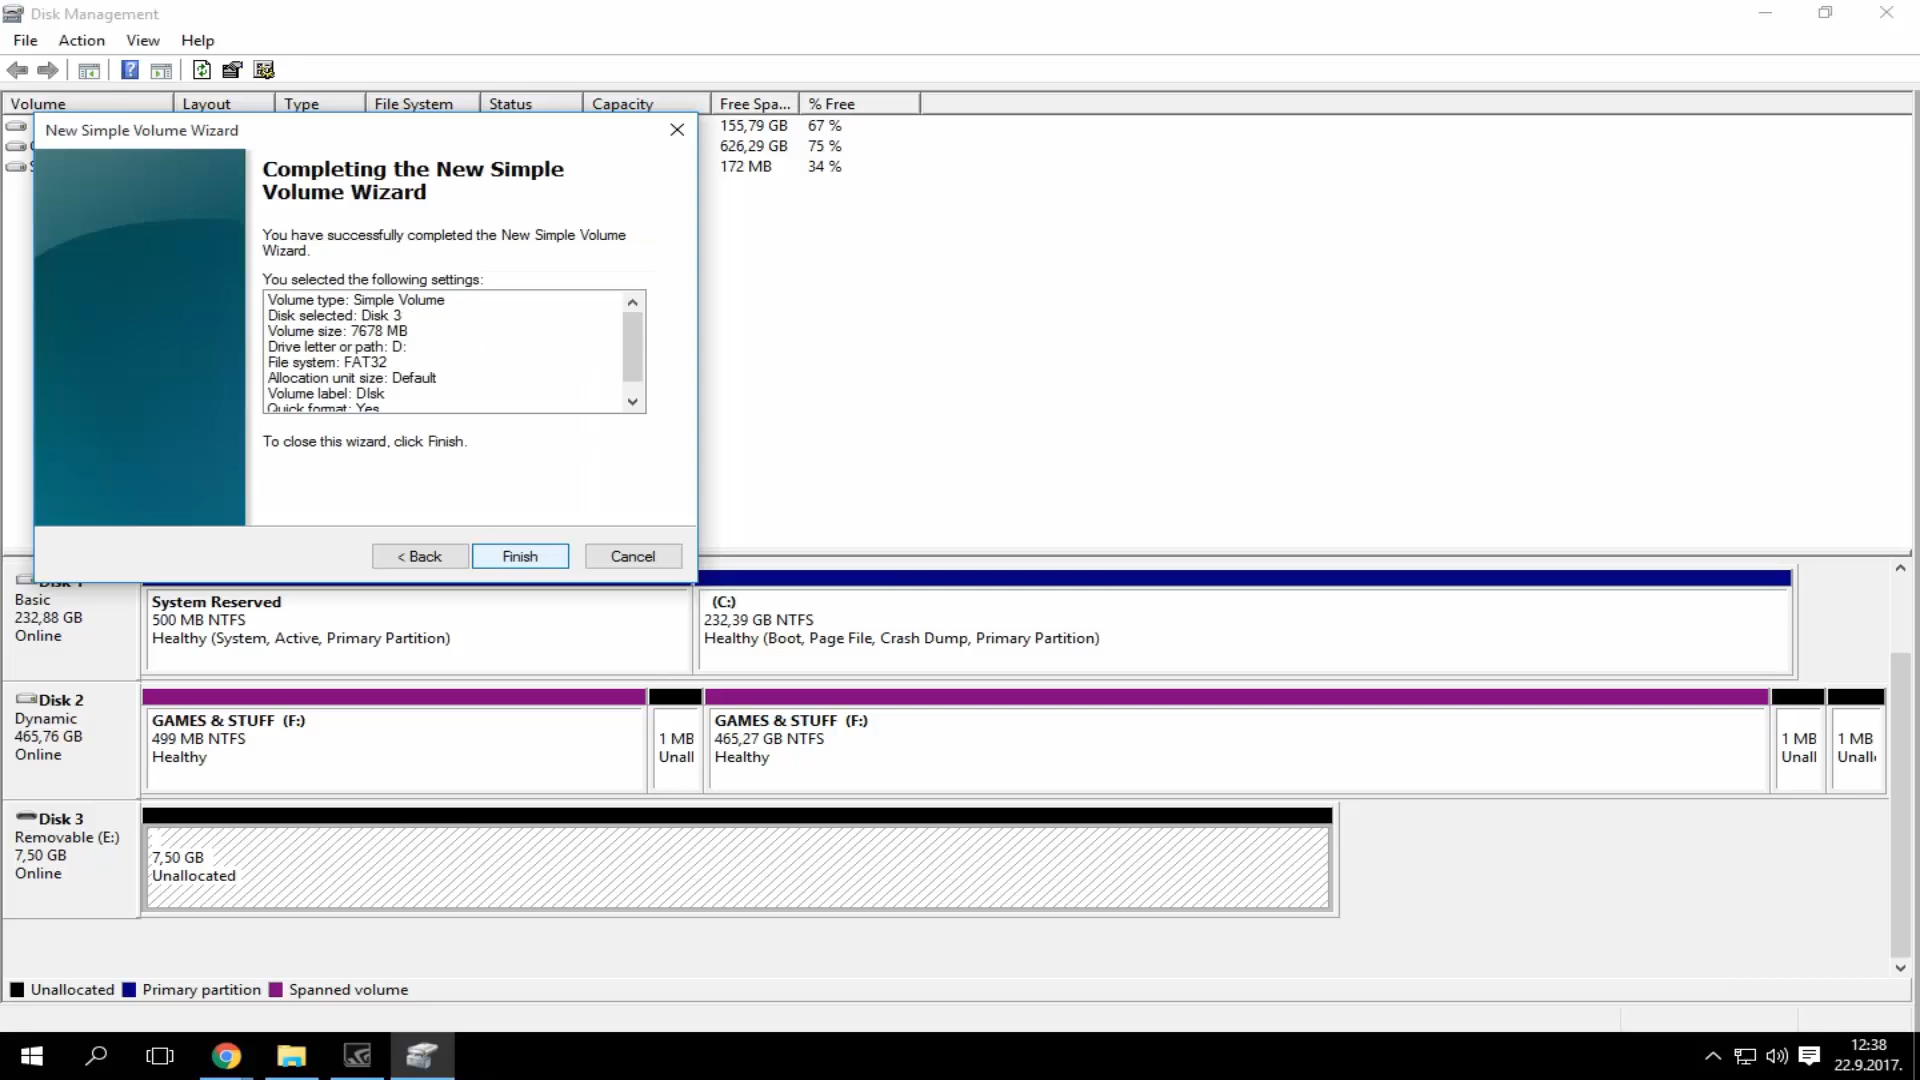 Disk Management
File Action View Help
Volume Layout Type File System Status Capacity Free Spa... % Free
155,79 GB 67 %
626,29 GB 75 %
172 MB 34 %
New Simple Volume Wizard
Completing the New Simple
Volume Wizard
You have successfully completed the New Simple Volume
Wizard.
You selected the following settings:
Volume type: Simple Volume
Disk selected: Disk 3
Volume size: 7678 MB
Drive letter or path: D:
File system: FAT32
Allocation unit size: Default
Volume label: DIsk
Quick format: Yes
To close this wizard, click Finish.
< Back Finish Cancel
Disk 1
Basic
232,88 GB
Online
System Reserved
500 MB NTFS
Healthy (System, Active, Primary Partition)
(C:)
232,39 GB NTFS
Healthy (Boot, Page File, Crash Dump, Primary Partition)
Disk 2
Dynamic
465,76 GB
Online
GAMES & STUFF (F:)
499 MB NTFS
Healthy
1 MB
Unall
GAMES & STUFF (F:)
465,27 GB NTFS
Healthy
1 MB
Unall
1 MB
Unall
Disk 3
Removable (E:)
7,50 GB
Online
7,50 GB
Unallocated
Unallocated Primary partition Spanned volume
12:38
22.9.2017.